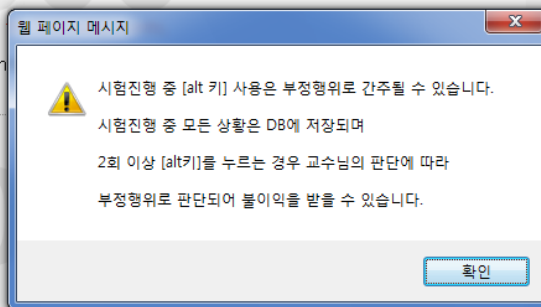 웹 페이지 메시지
시험진행 중 [alt 키] 사용은 부정행위로 간주될 수 있습니다.
시험진행 중 모든 상황은 DB에 저장되며
2회 이상 [alt키]를 누르는 경우 교수님의 판단에 따라
부정행위로 판단되어 불이익을 받을 수 있습니다.
확인